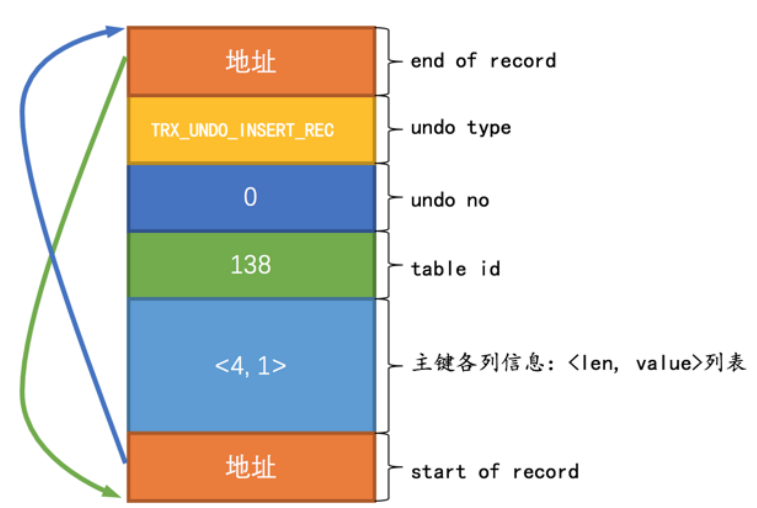 地址 end of record
TRX_UNDO_INSERT_REC undo type
0 undo no
138 table id
<4, 1> 主键各列信息: <len, value>列表
地址 start of record